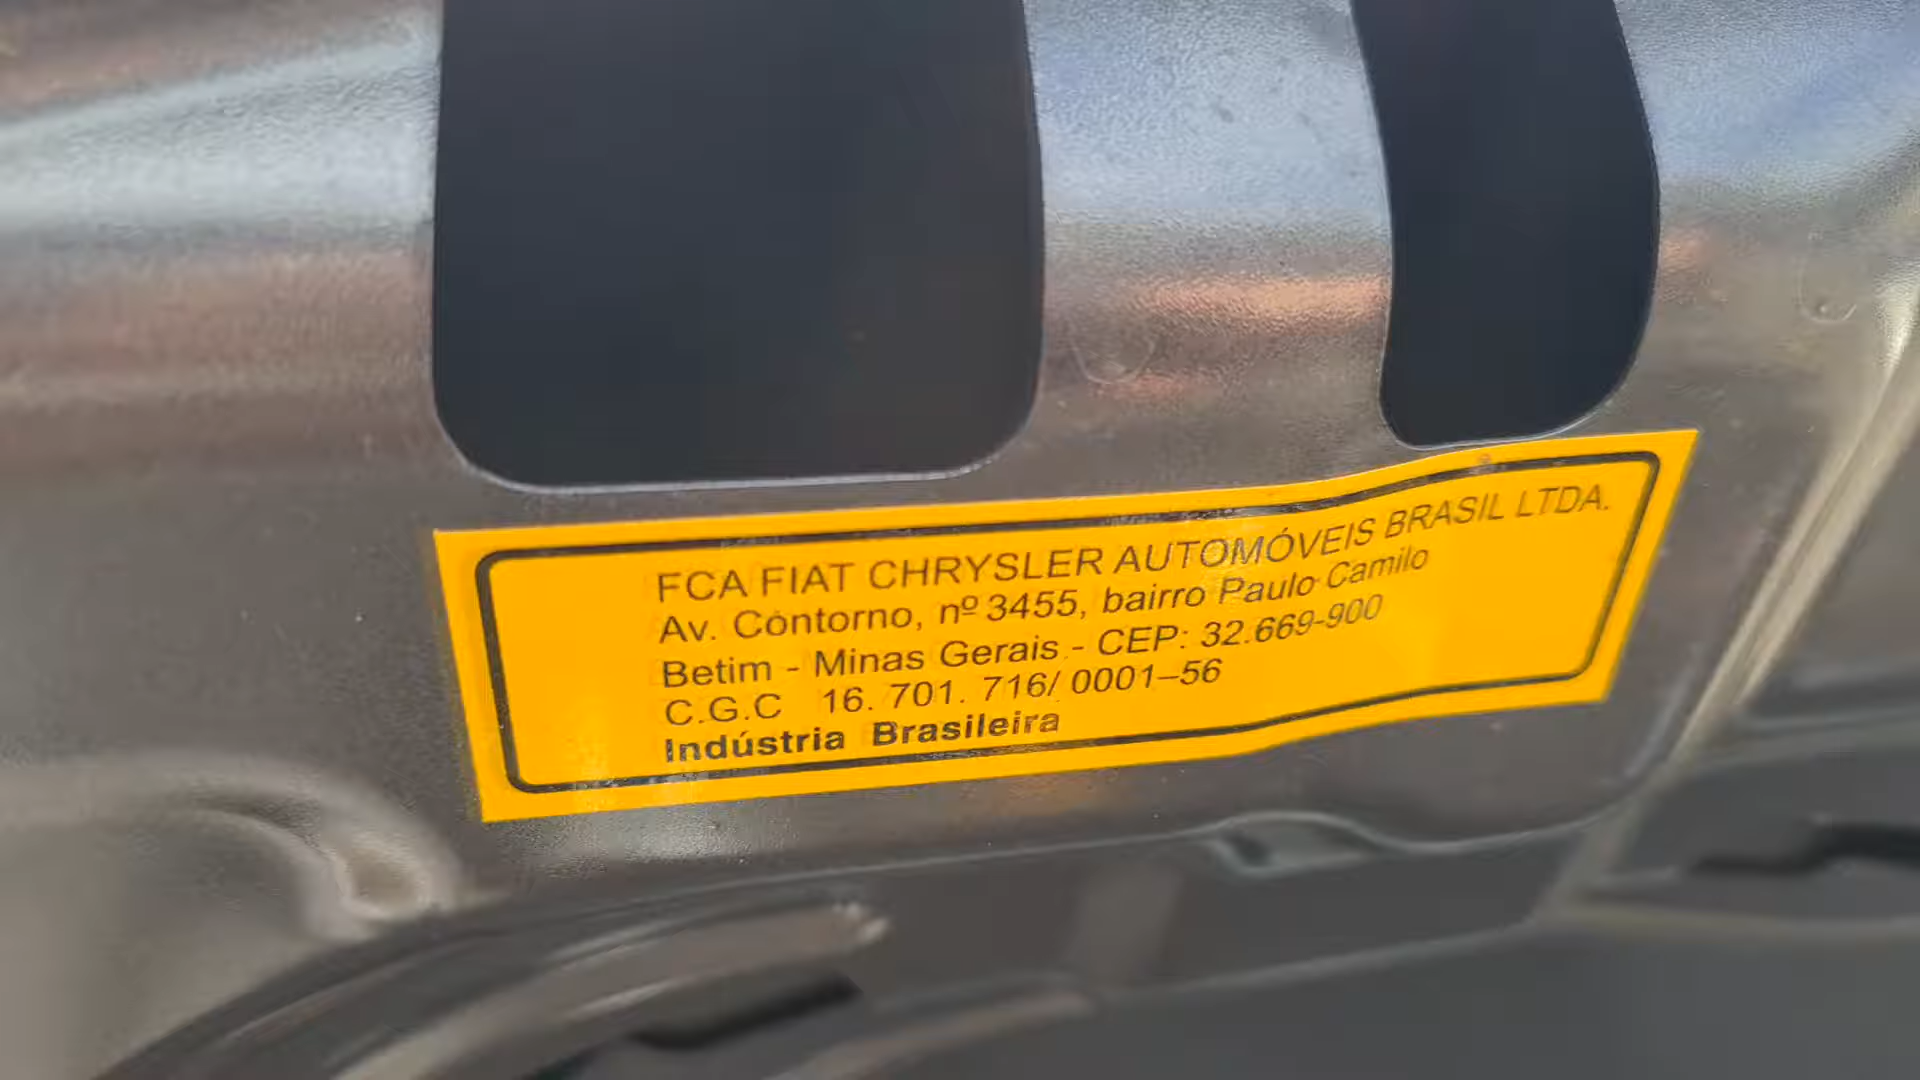 FCA FIAT CHRYSLER AUTOMÓVEIS BRASIL LTDA.
Av. Contorno, nº 3455, bairro Paulo Camilo
Betim - Minas Gerais - CEP: 32.669-900
C.G.C 16. 701. 716/ 0001–56
Indústria Brasileira